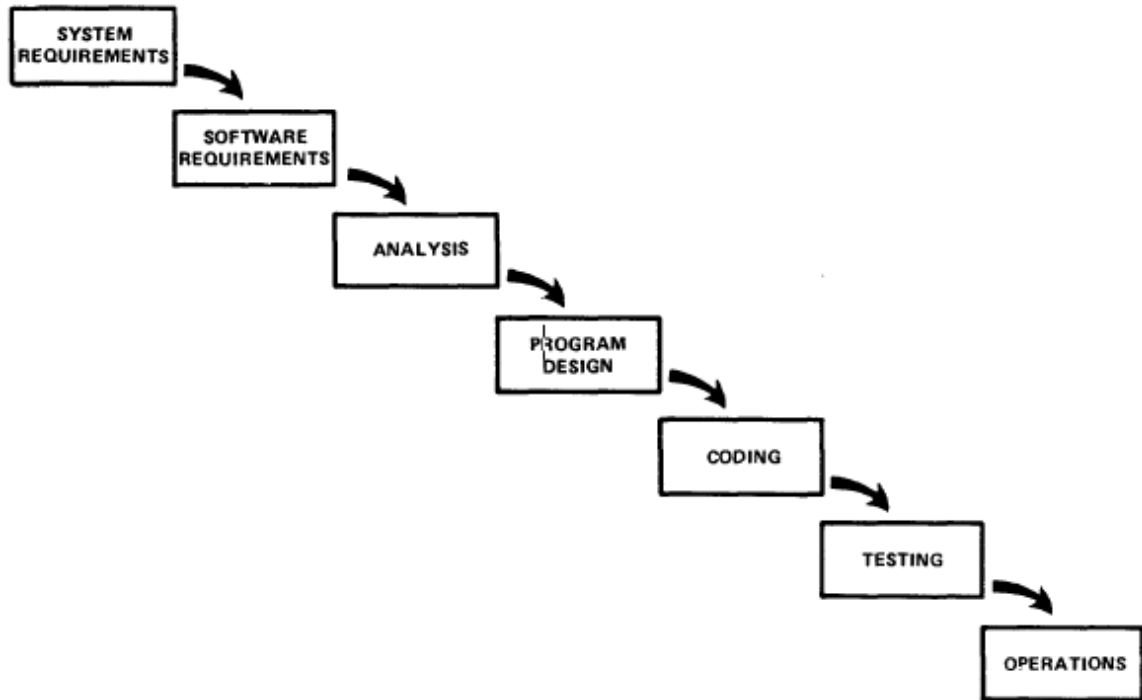 SYSTEM
REQUIREMENTS
SOFTWARE
REQUIREMENTS
ANALYSIS
PROGRAM
DESIGN
CODING
TESTING
OPERATIONS